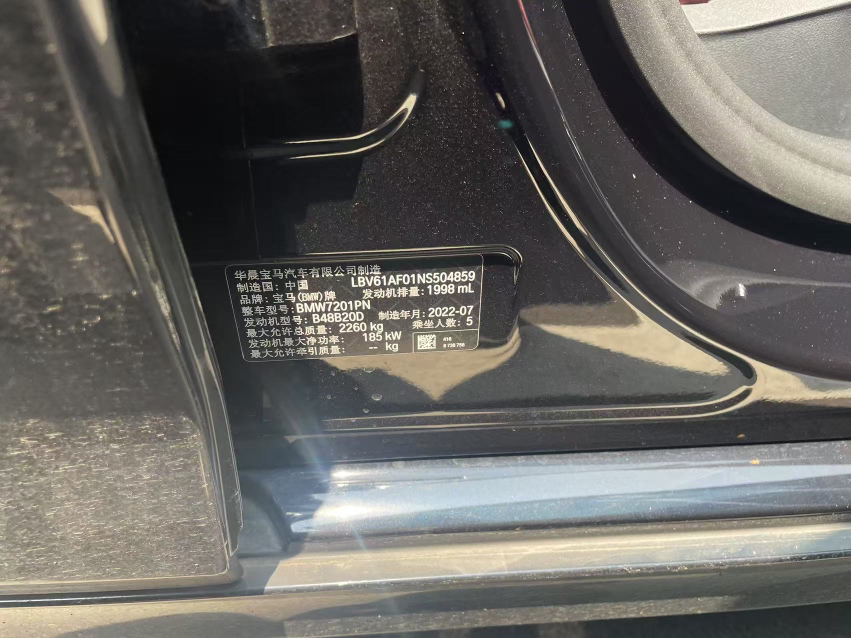 华晨宝马汽车有限公司制造
制造国: 中国 LBV61AF01NS504859
品牌: 宝马(BMW)牌 发动机排量: 1998 mL
整车型号: BMW7201PN
发动机型号: B48B20D 制造年月: 2022-07
最大允许总质量: 2260 kg 乘坐人数: 5
发动机最大净功率: 185 kW
最大允许牵引质量: -- kg